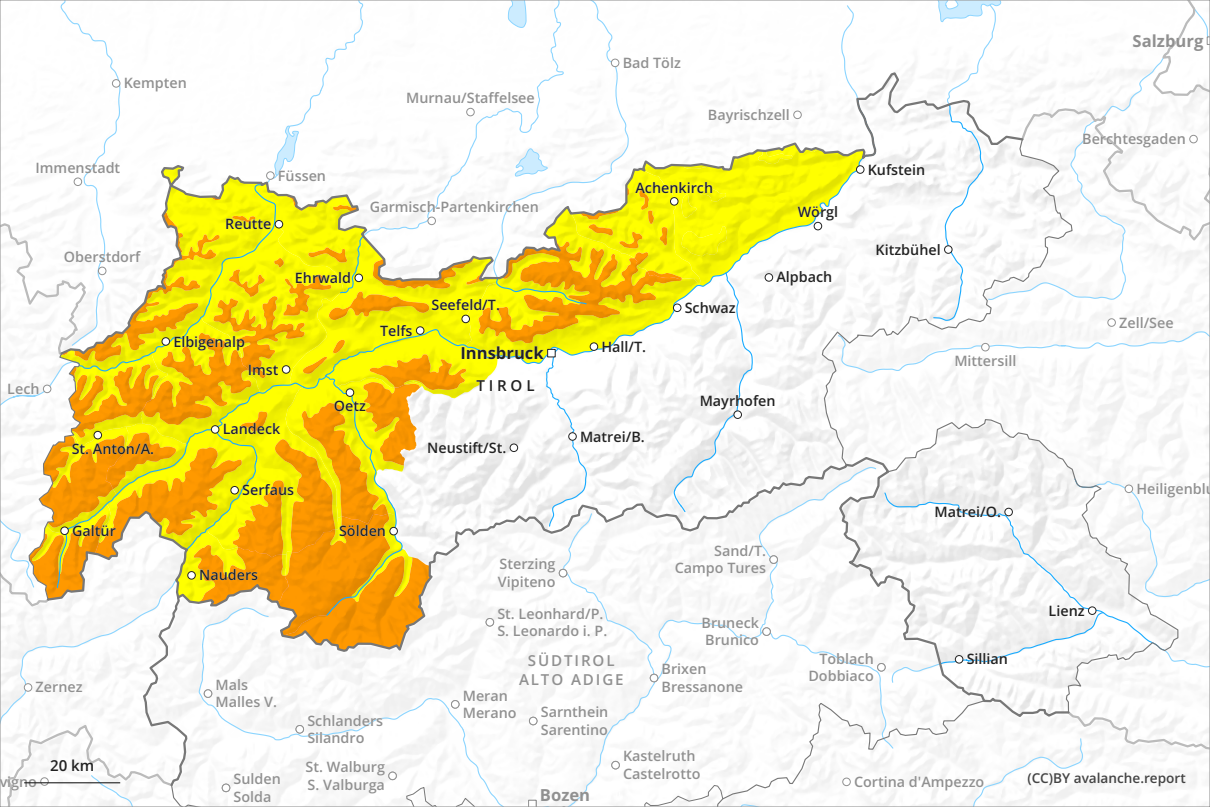 Salzburg
Kempten
Bad Tölz
Murnau/Staffelsee
Bayrischzell
Berchtesgaden
Immenstadt
Füssen
Kufstein
Achenkirch
Garmisch-Partenkirchen
Wörgl
Reutte
Kitzbühel
Oberstdorf
Ehrwald
Alpbach
Seefeld/T.
Schwaz
Zell/See
Telfs
Elbigenalp
Innsbruck
Hall/T.
Mittersill
Imst
TIROL
Lech
Oetz
Mayrhofen
Landeck
Matrei/B.
St. Anton/A.
Neustift/St.
Serfaus
Heiligenblu
Matrei/O.
Galtür
Sölden
Sterzing
Vipiteno
Sand/T.
Campo Tures
Nauders
St. Leonhard/P.
S. Leonardo i. P.
Lienz
Bruneck
Brunico
SÜDTIROL
ALTO ADIGE
Toblach
Dobbiaco
Sillian
Brixen
Bressanone
Zernez
Mals
Malles V.
Meran
Merano
Sarnthein
Sarentino
Schlanders
Silandro
Kastelruth
Castelrotto
20 km
St. Walburg
S. Valburga
vigno
Sulden
Solda
Cortina d'Ampezzo
(CC)BY avalanche.report
Bozen